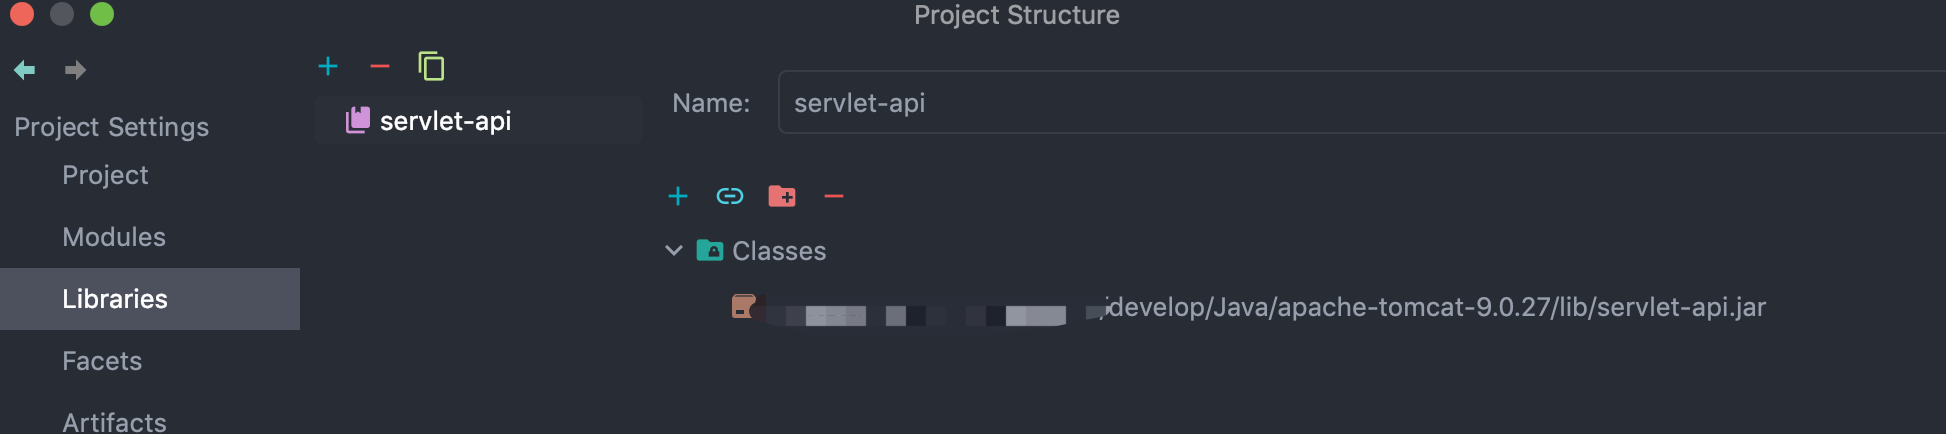 Project Structure
Project Settings
Project
Modules
Libraries
Facets
Artifacts
servlet-api
Name: servlet-api
Classes
/develop/Java/apache-tomcat-9.0.27/lib/servlet-api.jar